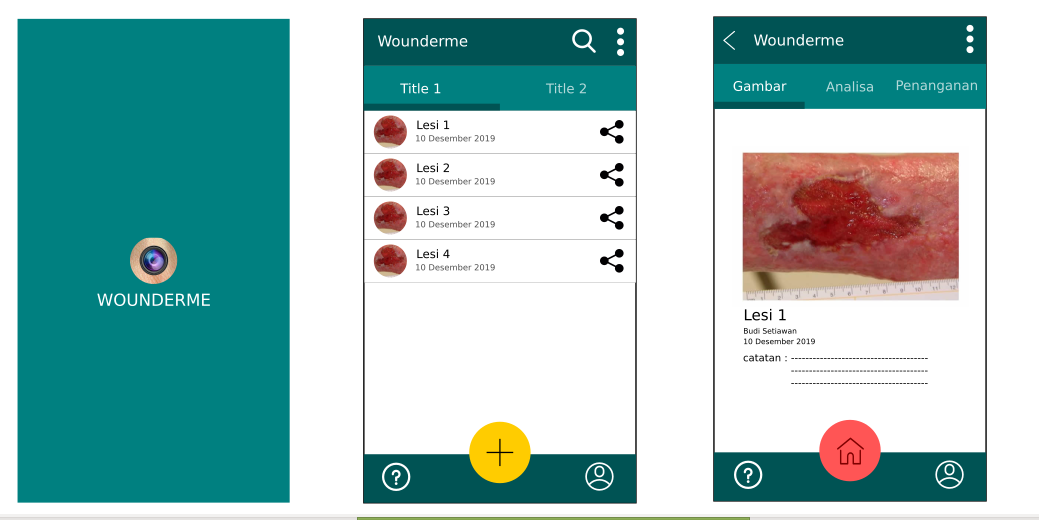 WOUNDERME
Wounderme
Title 1 Title 2
Lesi 1
10 Desember 2019
Lesi 2
10 Desember 2019
Lesi 3
10 Desember 2019
Lesi 4
10 Desember 2019
?
Wounderme
Gambar Analisa Penanganan
Lesi 1
Budi Setiawan
10 Desember 2019
catatan :
?